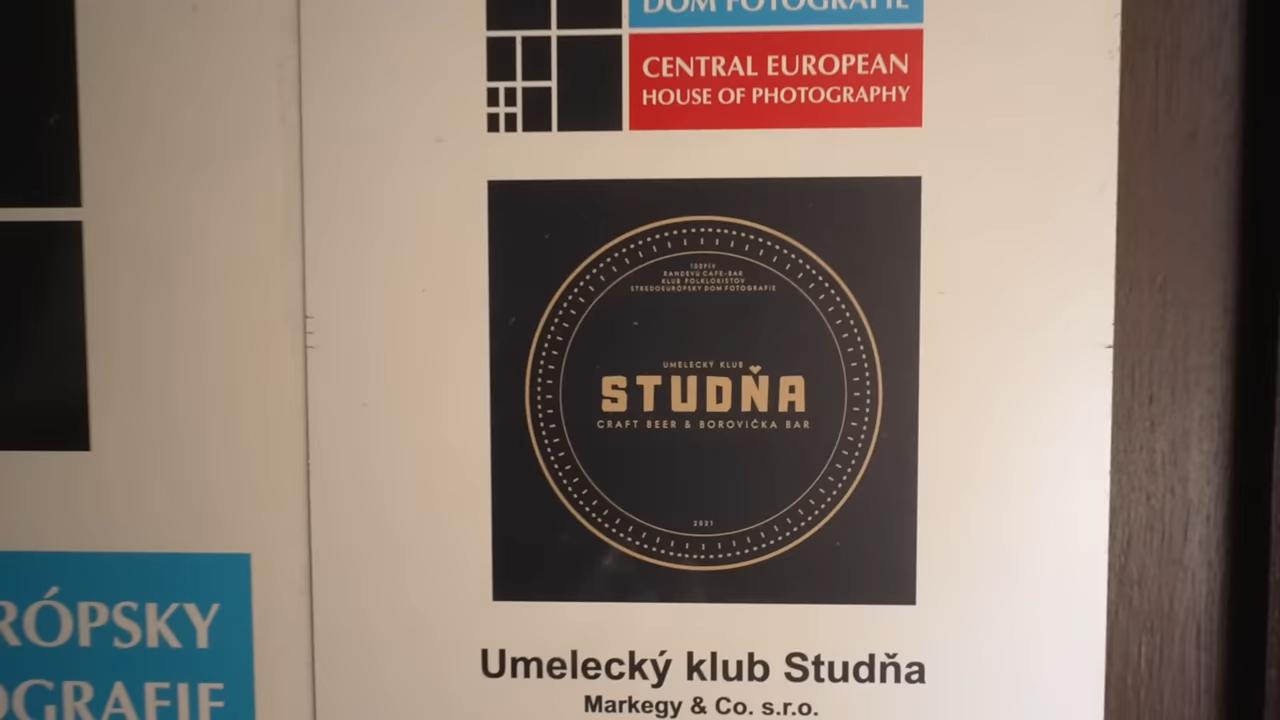 DOM FOTOGRAFIE
CENTRAL EUROPEAN
HOUSE OF PHOTOGRAPHY
100PIV
RANDEVÚ CAFE-BAR
KLUB FOLKLORISTOV
STREDOEURÓPSKY DOM FOTOGRAFIE
UMELECKÝ KLUB
STUDŇA
CRAFT BEER & BOROVIČKA BAR
2021
Umelecký klub Studňa
Markegy & Co. s.r.o.
RÓPSKY
OGRAFIE